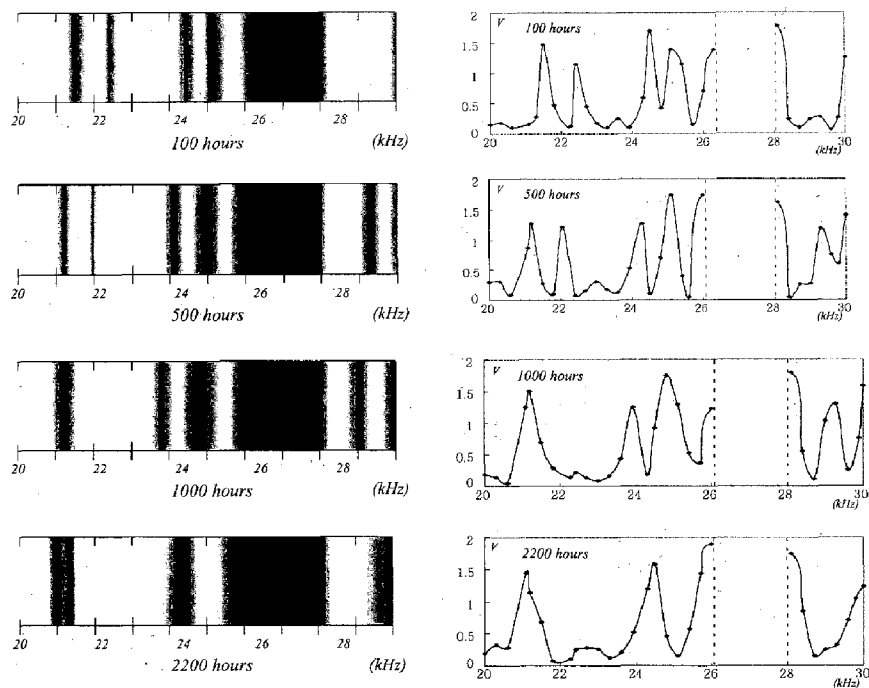 20 22 24 26 28
100 hours (kHz)
V 100 hours
2
1.5
1
0.5
0
20 22 24 26 28 30
(kHz)
20 22 24 26 28
500 hours (kHz)
V 500 hours
2
1.5
1
0.5
0
20 22 24 26 28 30
(kHz)
20 22 24 26 28
1000 hours (kHz)
V 1000 hours
2
1.5
1
0.5
0
20 22 24 26 28 30
(kHz)
20 22 24 26 28
2200 hours (kHz)
V 2200 hours
2
1.5
1
0.5
0
20 22 24 26 28 30
(kHz)